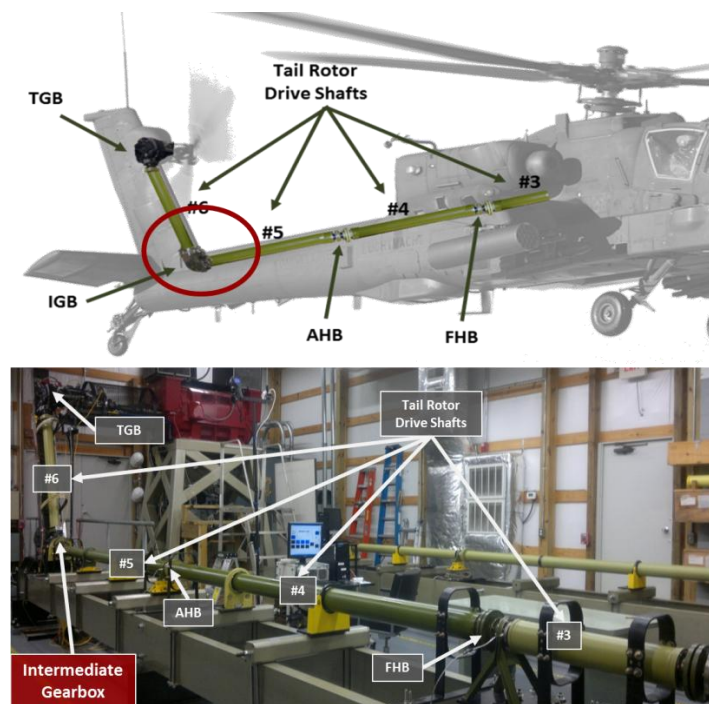 Tail Rotor
Drive Shafts
TGB
#3
#4
#6
#5
IGB
AHB
FHB
Tail Rotor
Drive Shafts
TGB
#6
#5
#4
AHB
#3
FHB
Intermediate
Gearbox